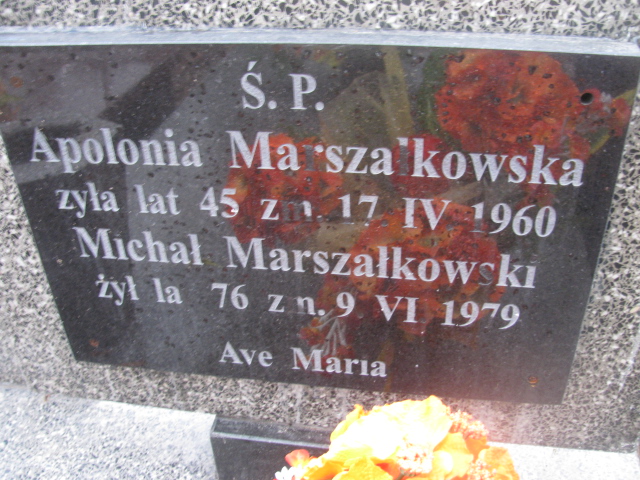 Ś. P.
Apolonia Marszałkowska
żyła lat 45 zm. 17 IV 1960
Michał Marszałkowski
żył la 76 zm. 9 VI 1979
Ave Maria